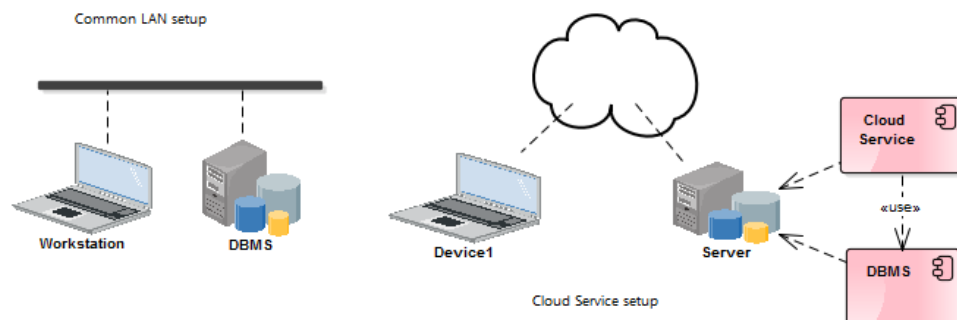 Common LAN setup
Workstation
DBMS
Device1
Server
Cloud
Service
«use»
DBMS
Cloud Service setup